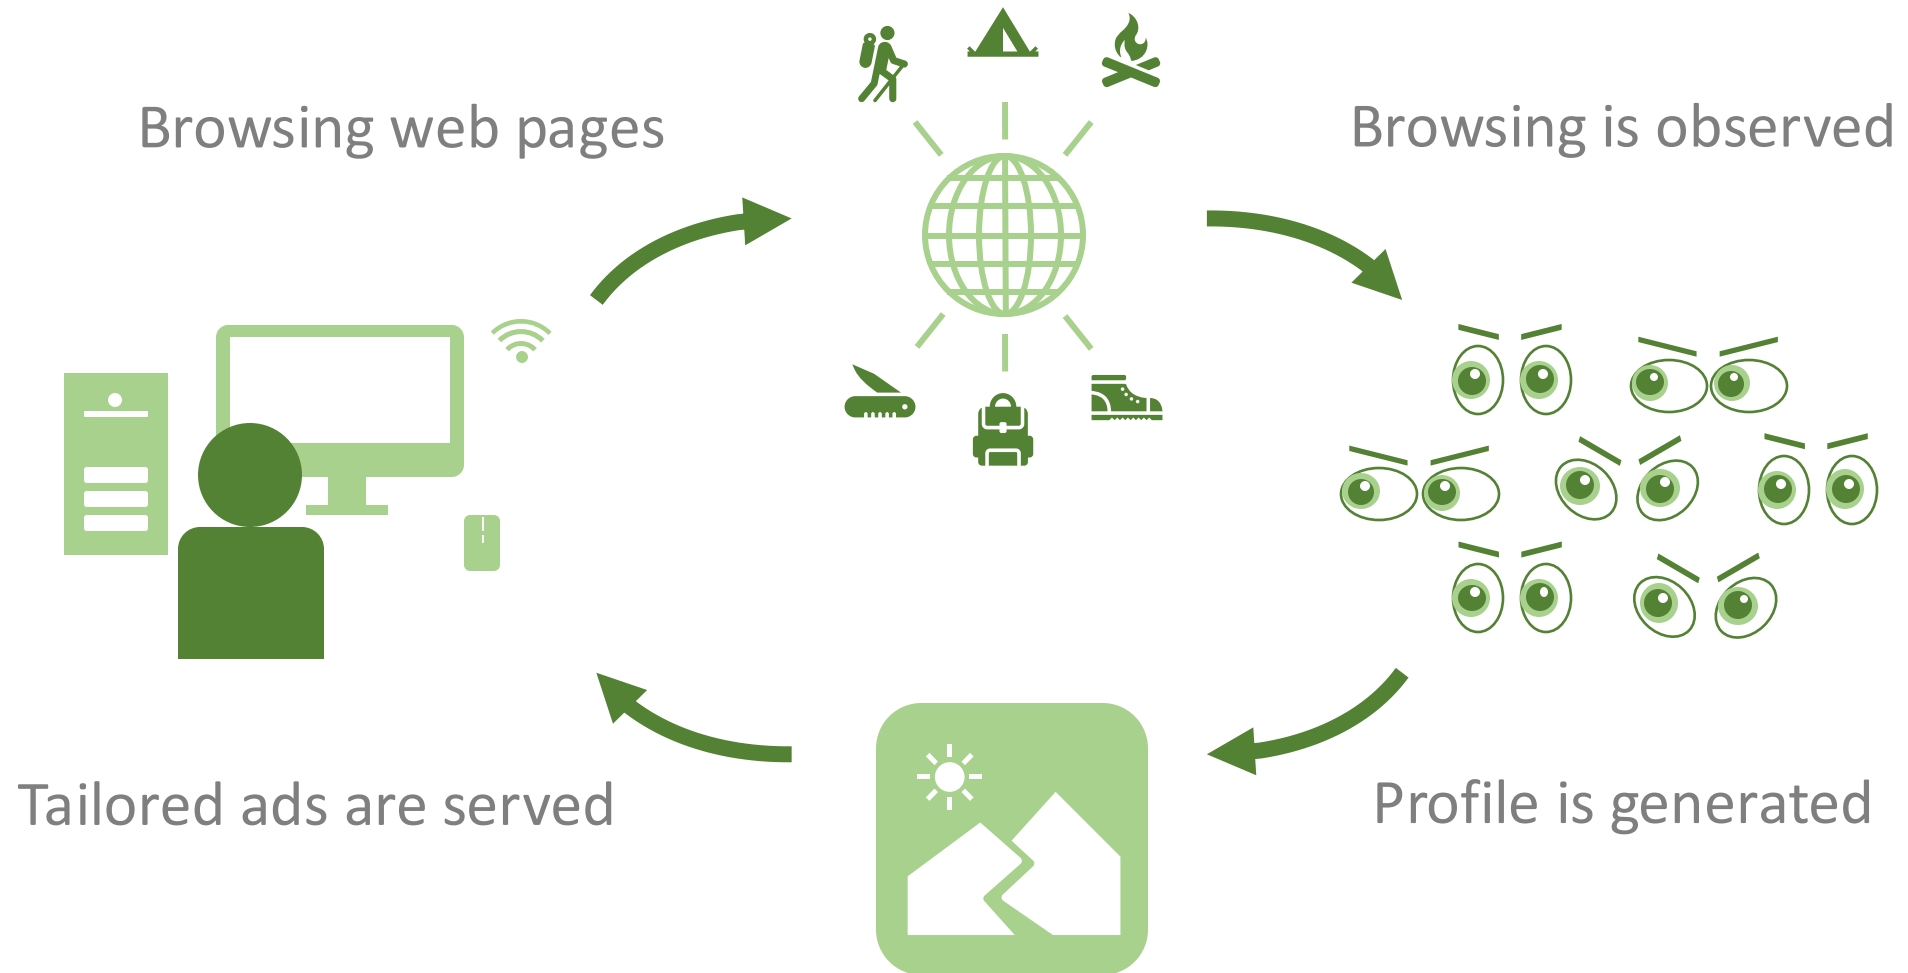 Browsing web pages
Browsing is observed
Tailored ads are served
Profile is generated